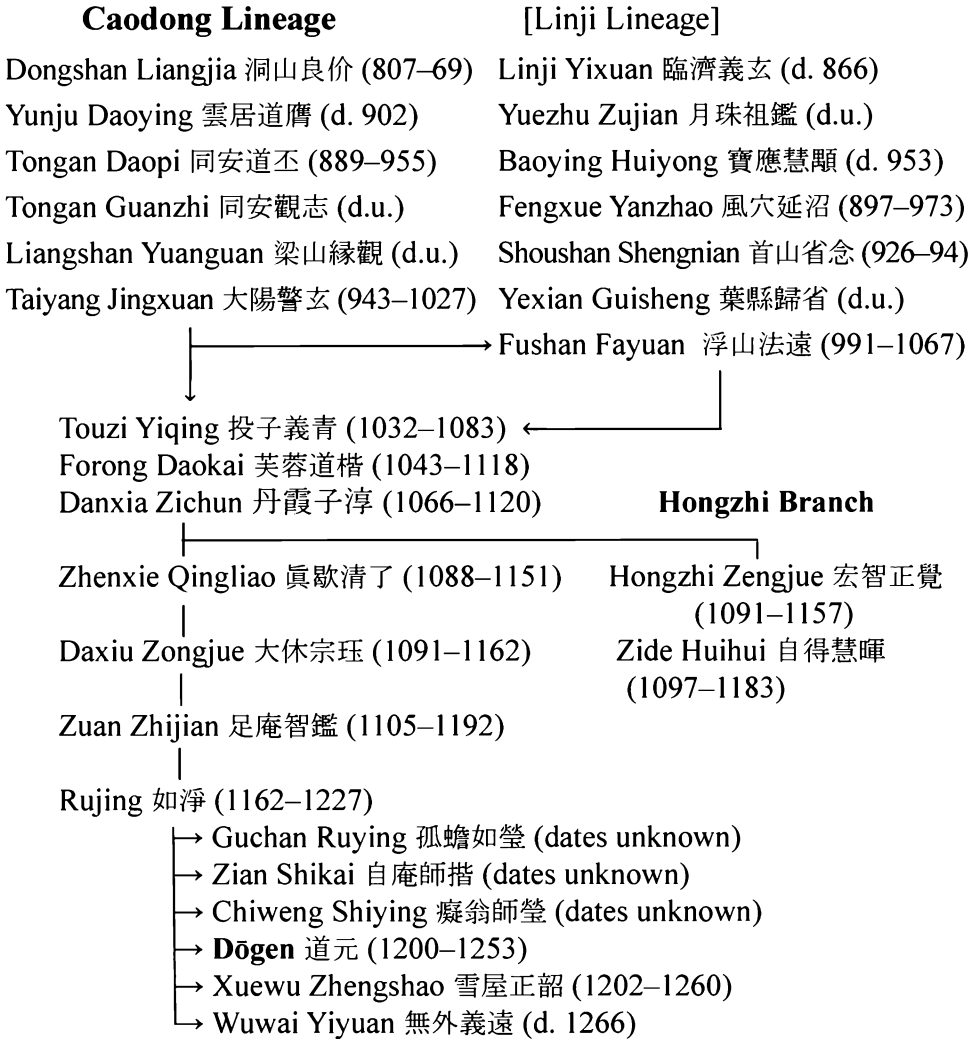 Caodong Lineage [Linji Lineage]
Dongshan Liangjia 洞山良价 (807–69) Linji Yixuan 臨濟義玄 (d. 866)
Yunju Daoying 雲居道膺 (d. 902) Yuezhu Zujian 月珠祖鑑 (d.u.)
Tongan Daopi 同安道丕 (889–955) Baoying Huiyong 寶應慧顒 (d. 953)
Tongan Guanzhi 同安觀志 (d.u.) Fengxue Yanzhao 風穴延沼 (897–973)
Liangshan Yuanguan 梁山縁觀 (d.u.) Shoushan Shengnian 首山省念 (926–94)
Taiyang Jingxuan 大陽警玄 (943–1027) Yexian Guisheng 葉縣歸省 (d.u.)
Fushan Fayuan 浮山法遠 (991–1067)
Touzi Yiqing 投子義青 (1032–1083)
Forong Daokai 芙蓉道楷 (1043–1118)
Danxia Zichun 丹霞子淳 (1066–1120) Hongzhi Branch
Zhenxie Qingliao 眞歇清了 (1088–1151) Hongzhi Zengjue 宏智正覺
(1091–1157)
Daxiu Zongjue 大休宗珏 (1091–1162) Zide Huihui 自得慧暉
(1097–1183)
Zuan Zhijian 足庵智鑑 (1105–1192)
Rujing 如淨 (1162–1227)
Guchan Ruying 孤蟾如瑩 (dates unknown)
Zian Shikai 自庵師揩 (dates unknown)
Chiweng Shiying 癡翁師瑩 (dates unknown)
Dōgen 道元 (1200–1253)
Xuewu Zhengshao 雪屋正韶 (1202–1260)
Wuwai Yiyuan 無外義遠 (d. 1266)